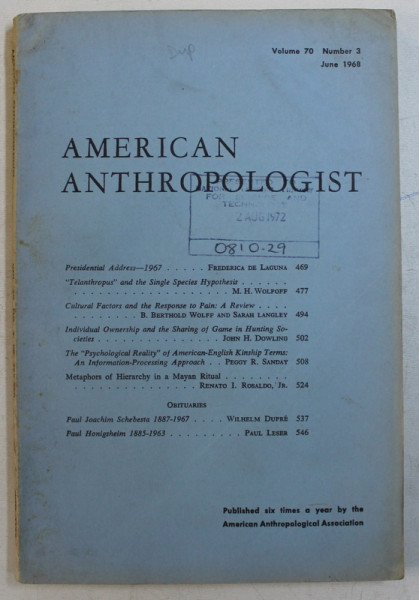 Dup
Volume 70 Number 3
June 1968
AMERICAN
ANTHROPOLOGIST
2 AUG 1972
0810-29
Presidential Address—1967 . . . . . FREDERICA DE LAGUNA 469
"Telanthropus" and the Single Species Hypothesis . . . . . .
. . . . . . . . . . . . . . . . . . M. H. WOLPOFF 477
Cultural Factors and the Response to Pain: A Review . . . .
. . . . . . . . B. BERTHOLD WOLFF AND SARAH LANGLEY 494
Individual Ownership and the Sharing of Game in Hunting So-
cieties . . . . . . . . . . . . . . . . JOHN H. DOWLING 502
The "Psychological Reality" of American-English Kinship Terms:
An Information-Processing Approach . . PEGGY R. SANDAY 508
Metaphors of Hierarchy in a Mayan Ritual . . . . . . . .
. . . . . . . . . . . . . . . RENATO I. ROSALDO, JR. 524
OBITUARIES
Paul Joachim Schebesta 1887-1967 . . . . WILHELM DUPRÉ 537
Paul Honigsheim 1885-1963 . . . . . . . . . PAUL LESER 546
Published six times a year by the
American Anthropological Association